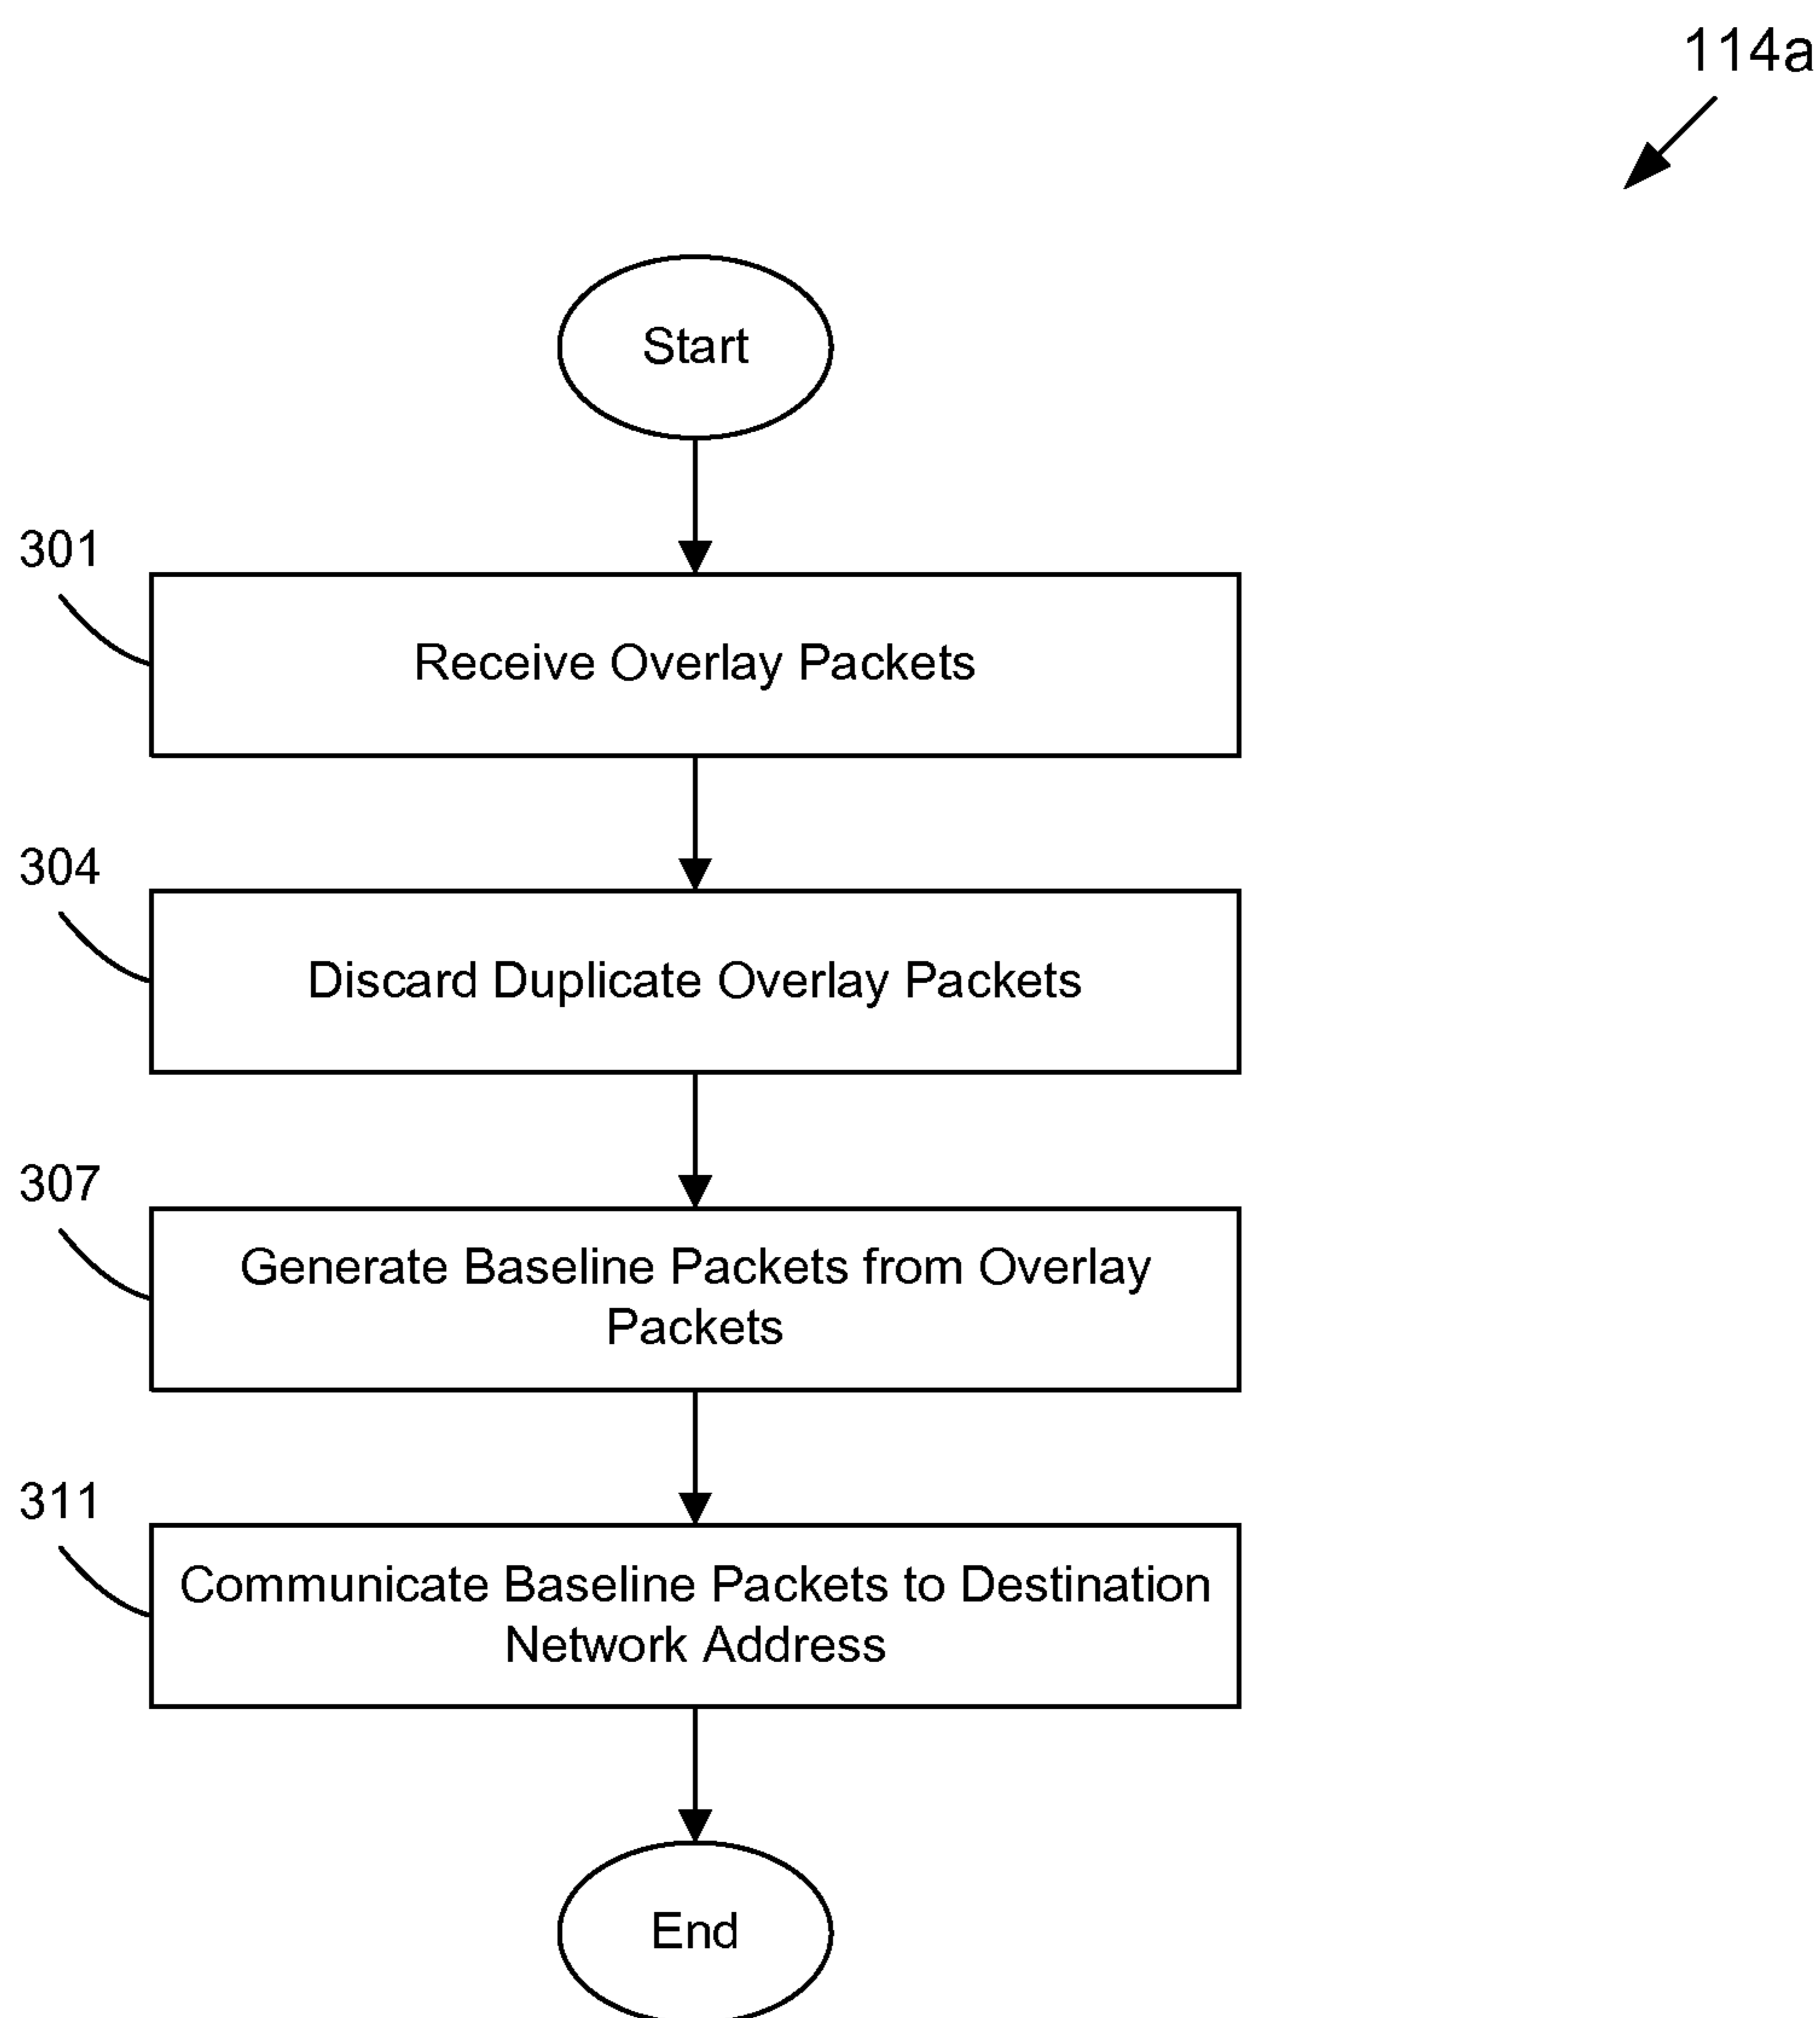 114a
Start
301
Receive Overlay Packets
304
Discard Duplicate Overlay Packets
307
Generate Baseline Packets from Overlay
Packets
311
Communicate Baseline Packets to Destination
Network Address
End